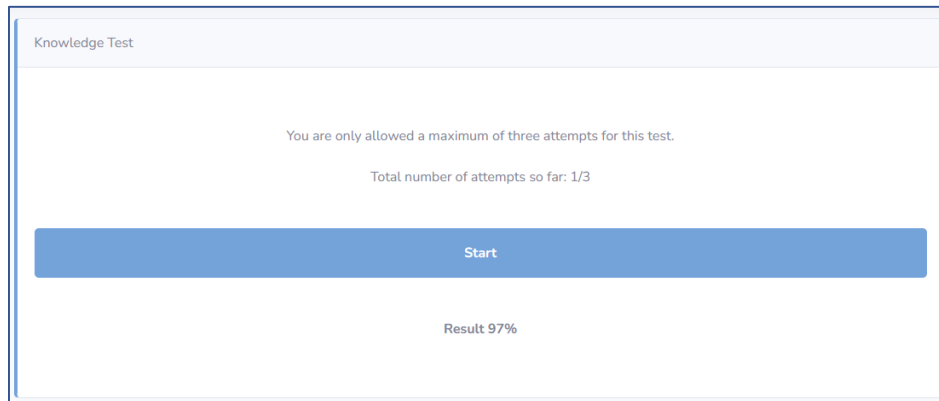 Knowledge Test
You are only allowed a maximum of three attempts for this test.
Total number of attempts so far: 1/3
Start
Result 97%